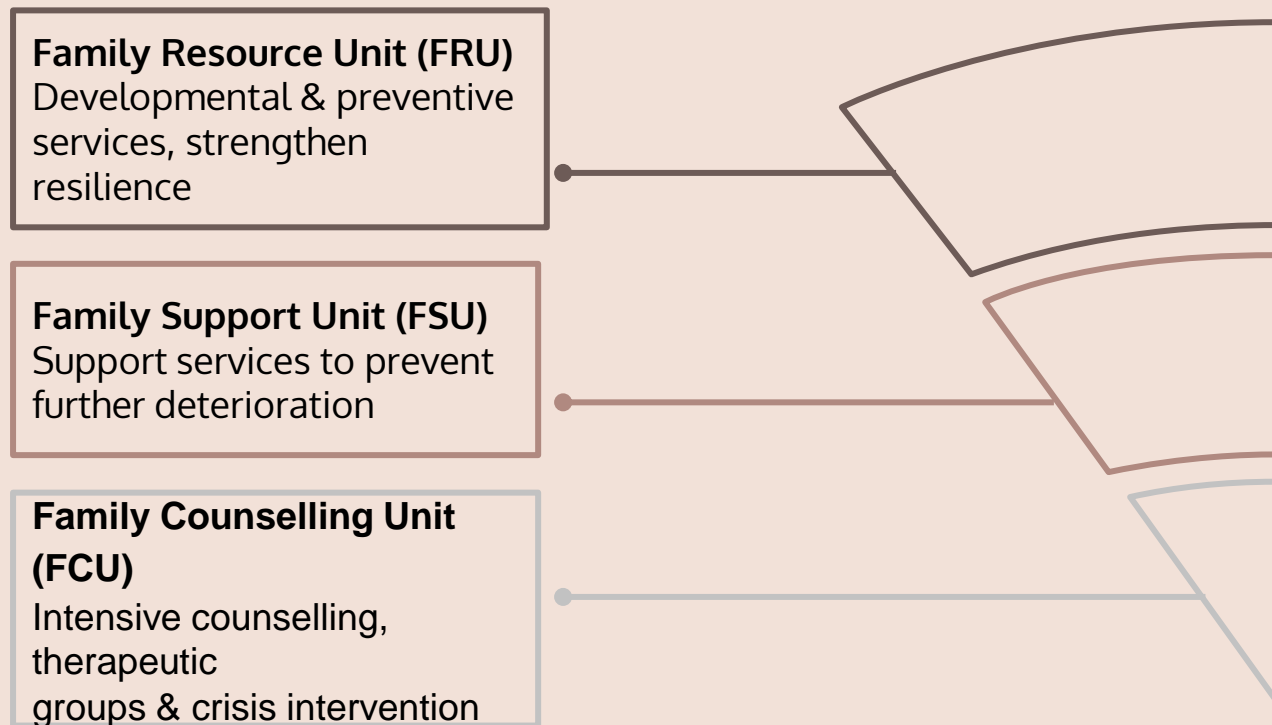 Family Resource Unit (FRU)
Developmental & preventive
services, strengthen
resilience
Family Support Unit (FSU)
Support services to prevent
further deterioration
Family Counselling Unit
(FCU)
Intensive counselling,
therapeutic
groups & crisis intervention